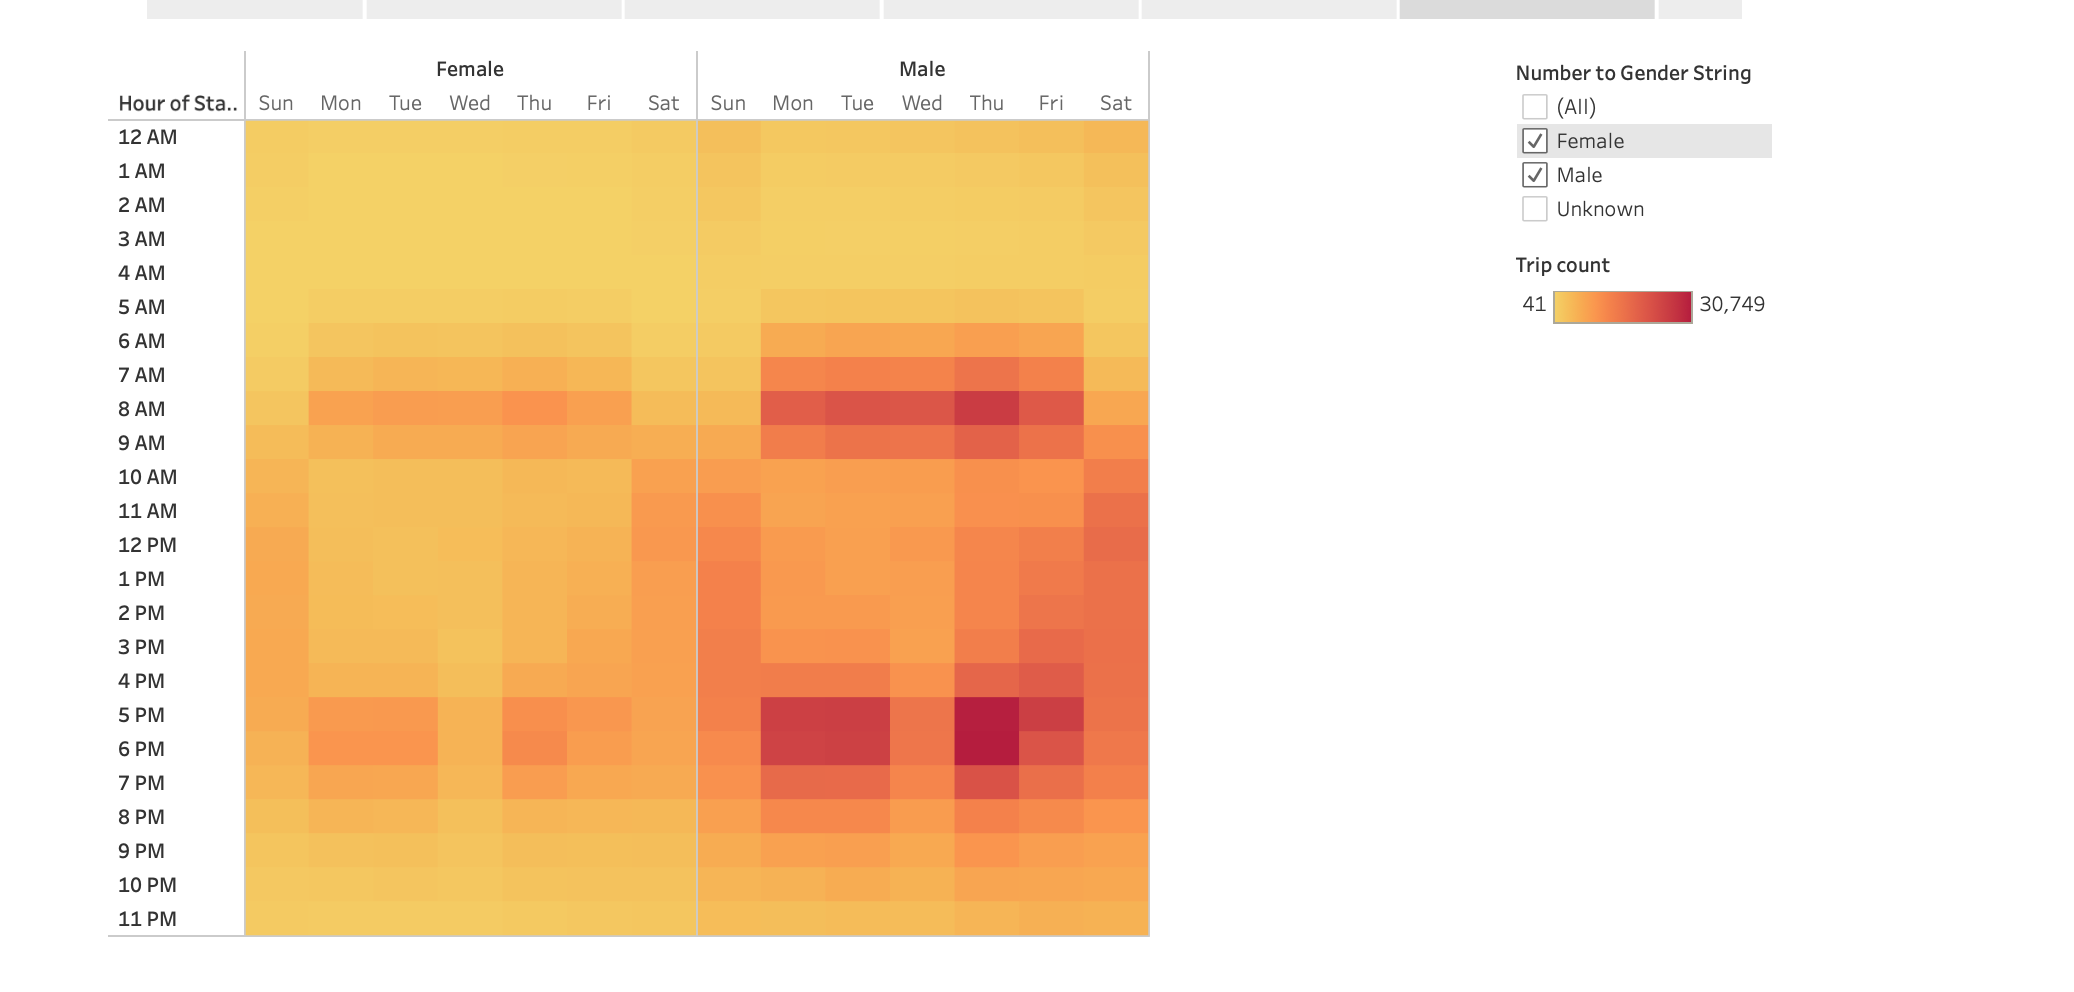 Female Male
Hour of Sta.. Sun Mon Tue Wed Thu Fri Sat Sun Mon Tue Wed Thu Fri Sat
12 AM
1 AM
2 AM
3 AM
4 AM
5 AM
6 AM
7 AM
8 AM
9 AM
10 AM
11 AM
12 PM
1 PM
2 PM
3 PM
4 PM
5 PM
6 PM
7 PM
8 PM
9 PM
10 PM
11 PM
Number to Gender String
(All)
Female
Male
Unknown
Trip count
41 30,749